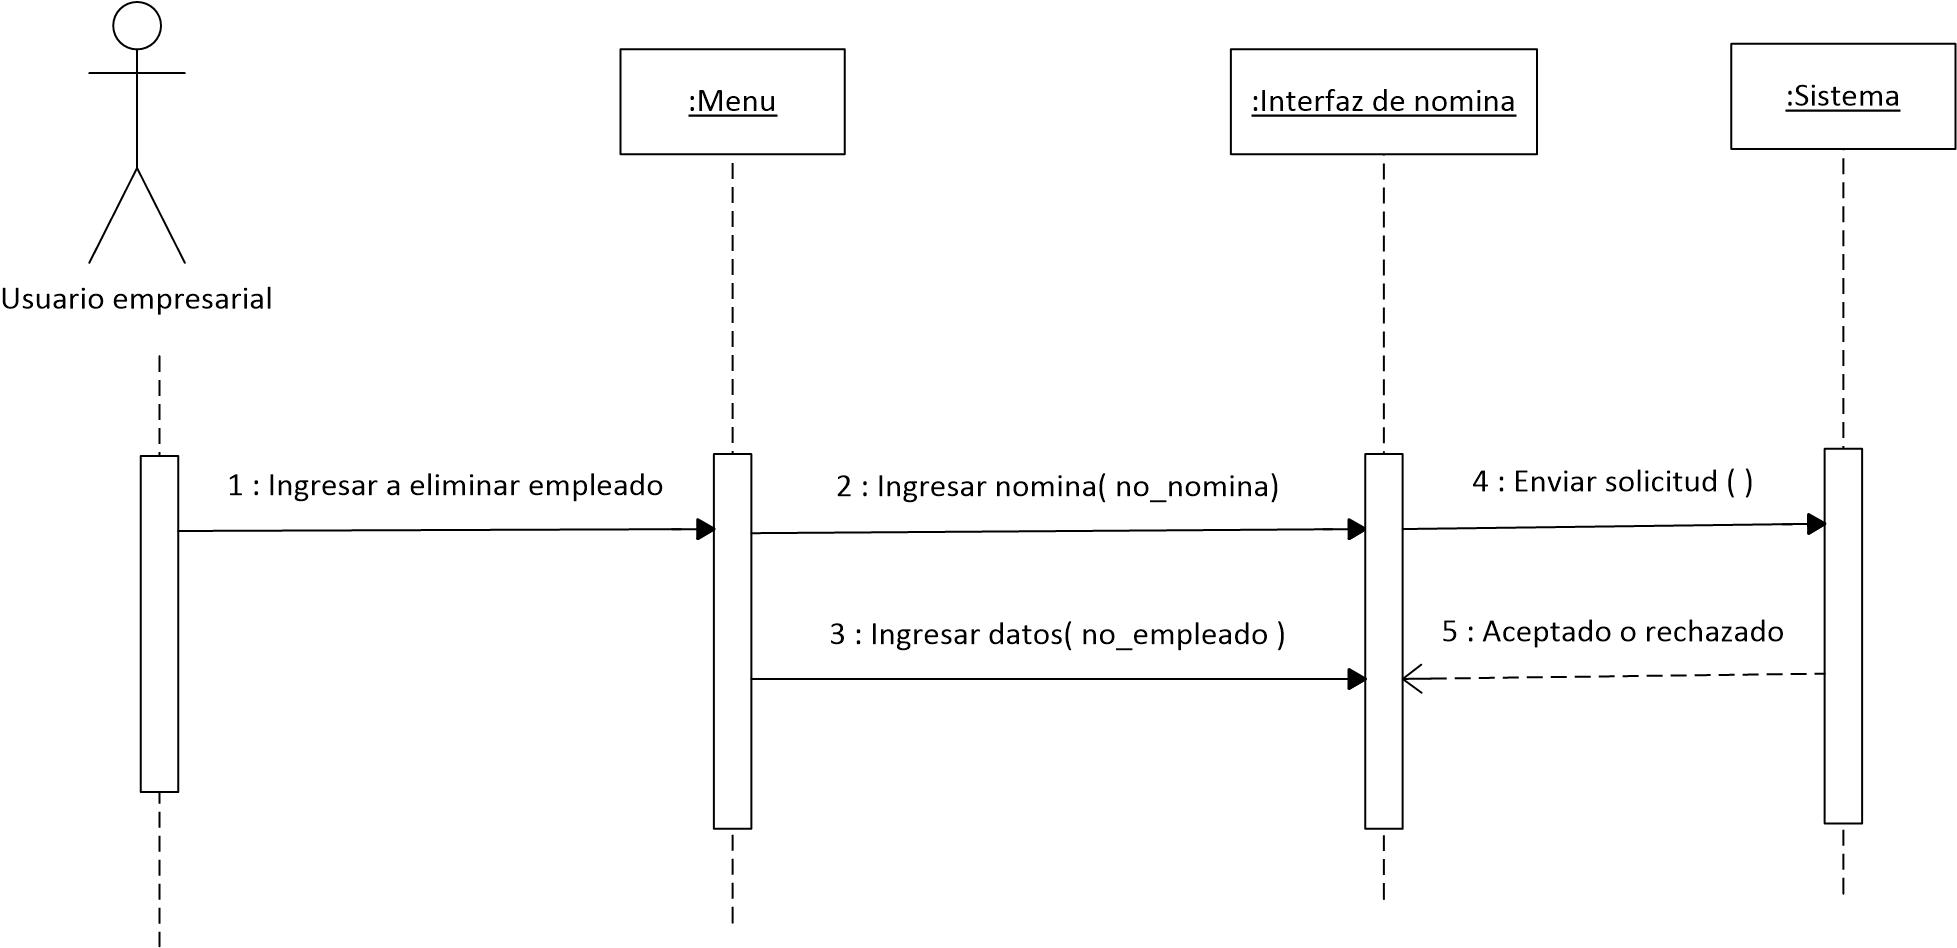 :Menu
:Interfaz de nomina
:Sistema
Usuario empresarial
1 : Ingresar a eliminar empleado
2 : Ingresar nomina( no_nomina)
4 : Enviar solicitud ( )
3 : Ingresar datos( no_empleado )
5 : Aceptado o rechazado